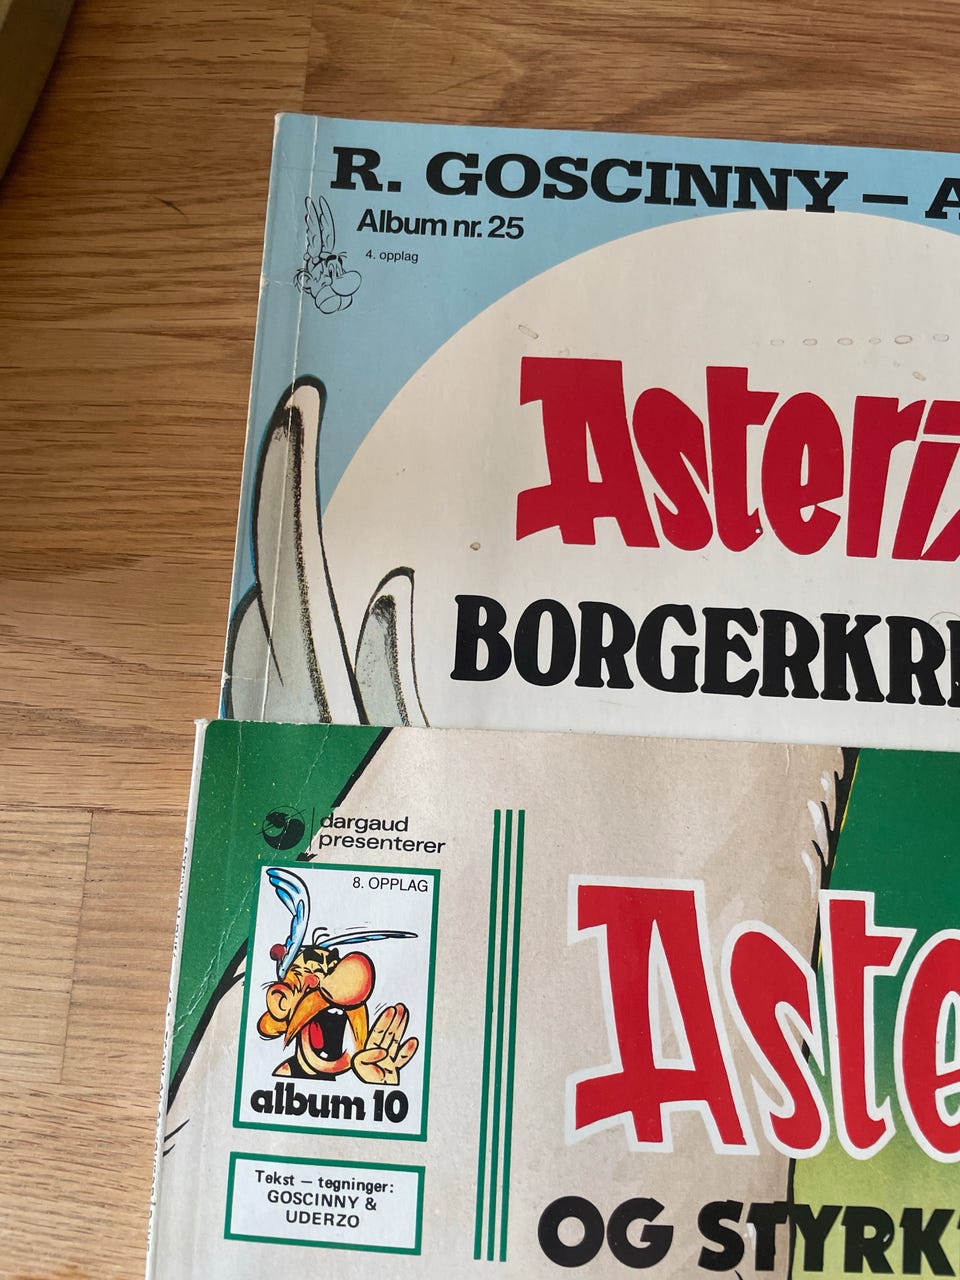 R. GOSCINNY – A
Album nr. 25
4. opplag
Asteri
BORGERKR
dargaud
presenterer
8. OPPLAG
album 10
Tekst – tegninger:
GOSCINNY &
UDERZO
Aste
OG STYRK